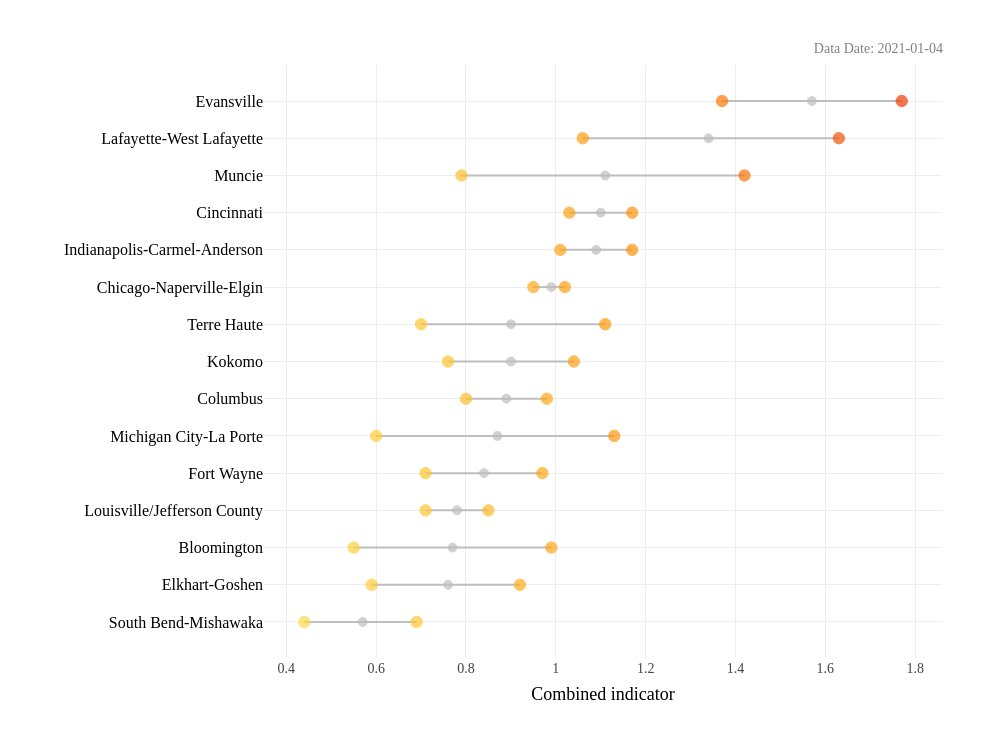 Data Date: 2021-01-04
Evansville
Lafayette-West Lafayette
Muncie
Cincinnati
Indianapolis-Carmel-Anderson
Chicago-Naperville-Elgin
Terre Haute
Kokomo
Columbus
Michigan City-La Porte
Fort Wayne
Louisville/Jefferson County
Bloomington
Elkhart-Goshen
South Bend-Mishawaka
0.4 0.6 0.8 1 1.2 1.4 1.6 1.8
Combined indicator